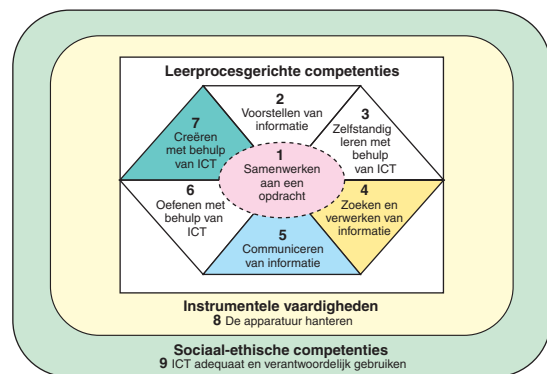 Leerprocesgerichte competenties
2
Voorstellen van
informatie
7
Creëren
met behulp
van ICT
3
Zelfstandig
leren met
behulp
van ICT
1
Samenwerken
aan een
opdracht
6
Oefenen met
behulp van
ICT
4
Zoeken en
verwerken van
informatie
5
Communiceren
van informatie
Instrumentele vaardigheden
8 De apparatuur hanteren
Sociaal-ethische competenties
9 ICT adequaat en verantwoordelijk gebruiken